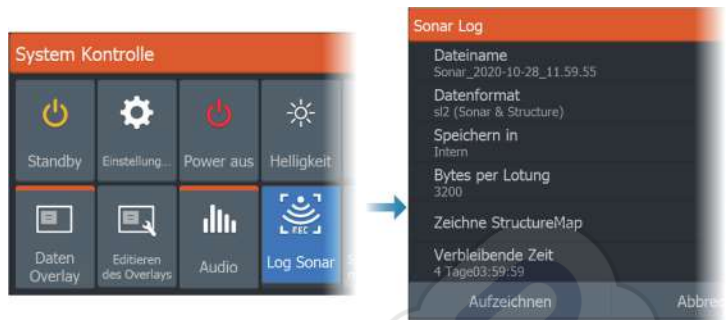 System Kontrolle
Standby
Einstellung...
Power aus
Helligkeit
Daten
Overlay
Editieren
des Overlays
Audio
REC
Log Sonar
Sonar Log
Dateiname
Sonar_2020-10-28_11.59.55
Datenformat
sl2 (Sonar & Structure)
Speichern in
Intern
Bytes per Lotung
3200
Zeichne StructureMap
Verbleibende Zeit
4 Tage03:59:59
Aufzeichnen